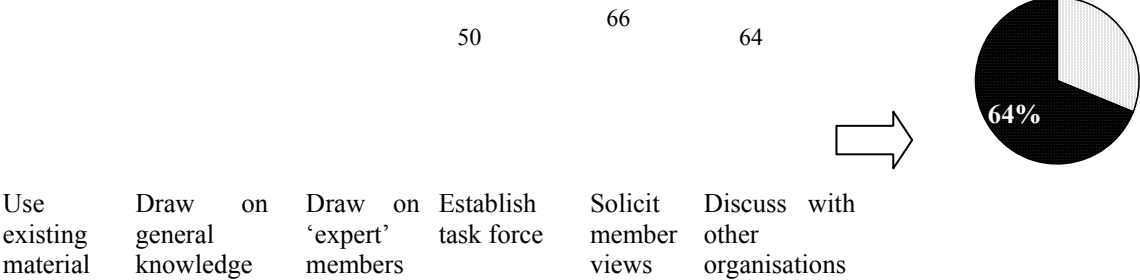 66
50
64
64%
Use Draw on Draw on Establish Solicit Discuss with
existing general ‘expert’ task force member other
material knowledge members views organisations